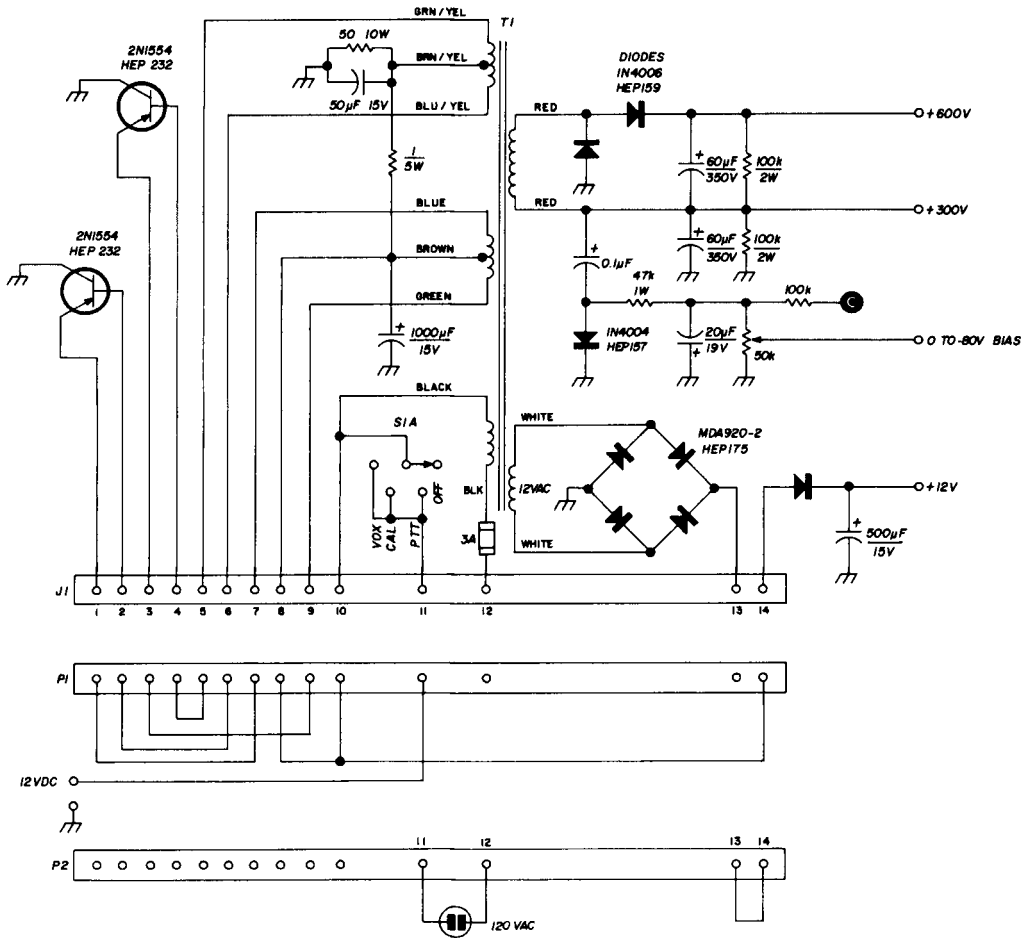 GRN/YEL
T1
50 10W
2N1554
HEP 232
BRN/YEL
DIODES
1N4006
HEP159
50µF 15V
BLU/YEL
RED
+600V
1
5W
+
60µF
350V
100k
2W
BLUE
RED
+300V
2N1554
HEP 232
BROWN
+
0.1µF
+
60µF
350V
100k
2W
47k
1W
100k
C
GREEN
+
1000µF
15V
1N4004
HEP157
20µF
19V
+
50k
0 TO -80V BIAS
BLACK
WHITE
S1A
MDA920-2
HEP175
OFF
BLK
12VAC
+12V
VOX
CAL
PTT
3A
WHITE
+
500µF
15V
J1
1 2 3 4 5 6 7 8 9 10 11 12 13 14
P1
12VDC
11 12 13 14
P2
120 VAC